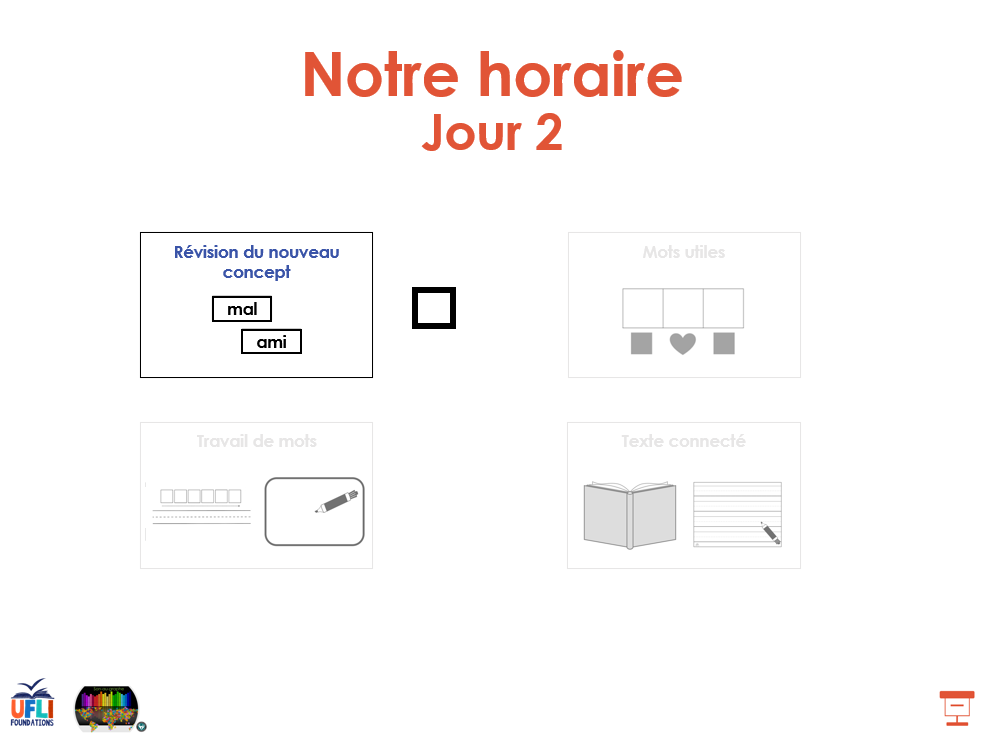 Notre horaire
Jour 2
Révision du nouveau
concept
mal
ami
Mots utiles
Travail de mots
Texte connecté
UFLI
FOUNDATIONS